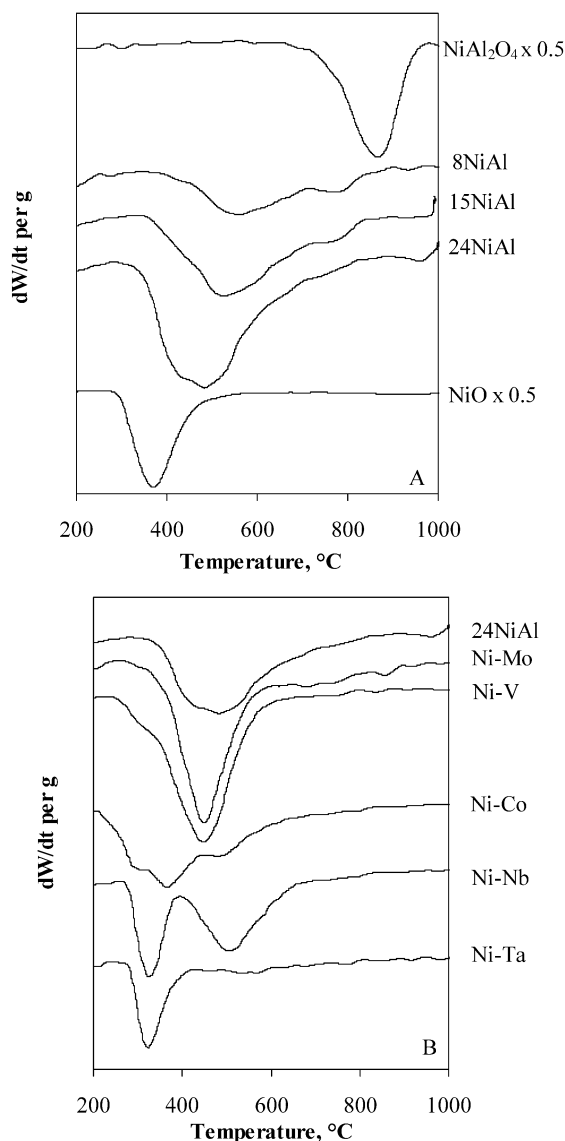 NiAl₂O₄ x 0.5
8NiAl
15NiAl
24NiAl
NiO x 0.5
A
dW/dt per g
200 400 600 800 1000
Temperature, °C
24NiAl
Ni-Mo
Ni-V
Ni-Co
Ni-Nb
Ni-Ta
B
dW/dt per g
200 400 600 800 1000
Temperature, °C